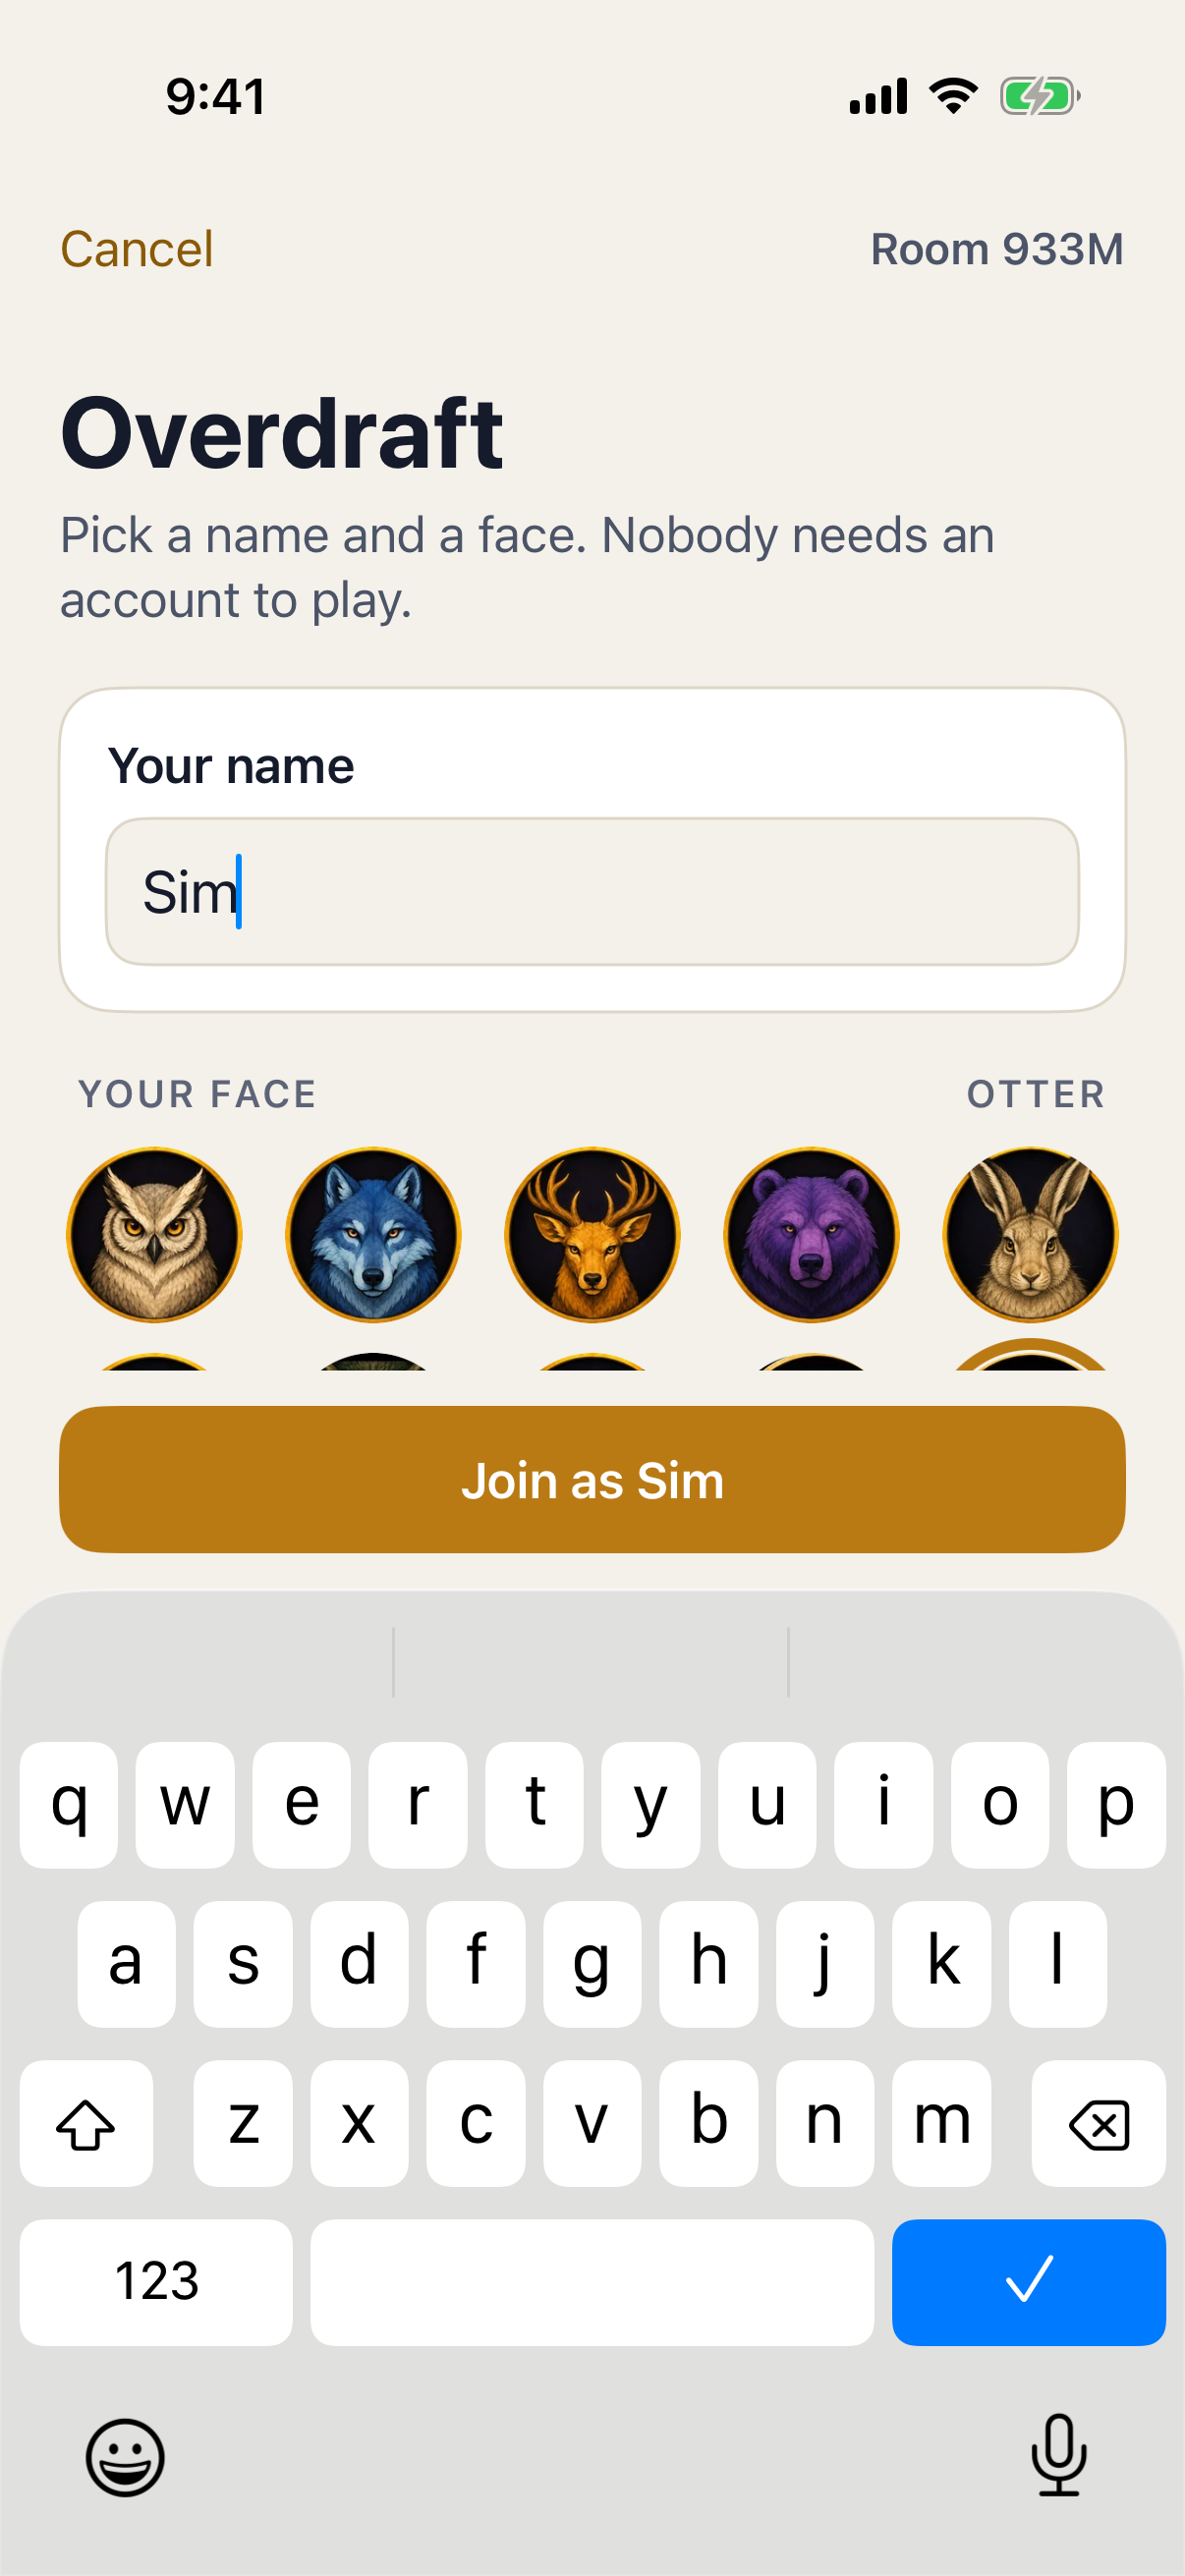 9:41
Cancel
Room 933M
Overdraft
Pick a name and a face. Nobody needs an
account to play.
Your name
Sim
YOUR FACE
OTTER
Join as Sim
q w e r t y u i o p
a s d f g h j k l
z x c v b n m
123